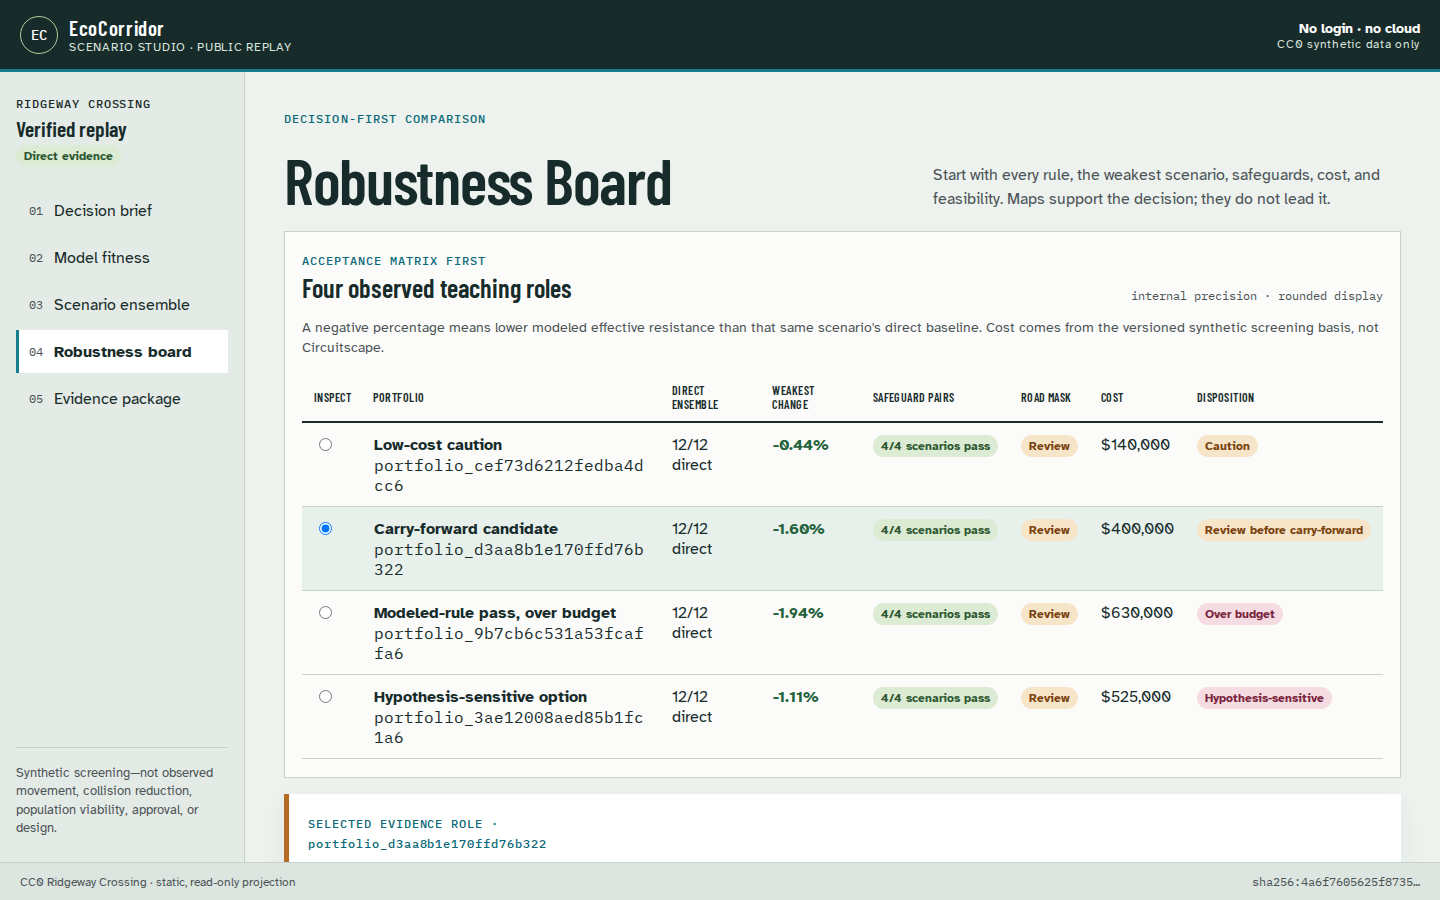 EC
EcoCorridor
SCENARIO STUDIO · PUBLIC REPLAY
No login · no cloud
CC0 synthetic data only
RIDGEWAY CROSSING
Verified replay
Direct evidence
01 Decision brief
02 Model fitness
03 Scenario ensemble
04 Robustness board
05 Evidence package
Synthetic screening—not observed
movement, collision reduction,
population viability, approval, or
design.
DECISION-FIRST COMPARISON
Robustness Board
Start with every rule, the weakest scenario, safeguards, cost, and
feasibility. Maps support the decision; they do not lead it.
ACCEPTANCE MATRIX FIRST
Four observed teaching roles
internal precision · rounded display
A negative percentage means lower modeled effective resistance than that same scenario's direct baseline. Cost comes from the versioned synthetic screening basis, not
Circuitscape.
INSPECT PORTFOLIO DIRECT ENSEMBLE WEAKEST CHANGE SAFEGUARD PAIRS ROAD MASK COST DISPOSITION
Low-cost caution 12/12 -0.44% 4/4 scenarios pass Review $140,000 Caution
portfolio_cef73d6212fedba4d direct
cc6
Carry-forward candidate 12/12 -1.60% 4/4 scenarios pass Review $400,000 Review before carry-forward
portfolio_d3aa8b1e170ffd76b direct
322
Modeled-rule pass, over budget 12/12 -1.94% 4/4 scenarios pass Review $630,000 Over budget
portfolio_9b7cb6c531a53fcaf direct
fa6
Hypothesis-sensitive option 12/12 -1.11% 4/4 scenarios pass Review $525,000 Hypothesis-sensitive
portfolio_3ae12008aed85b1fc direct
1a6
SELECTED EVIDENCE ROLE ·
portfolio_d3aa8b1e170ffd76b322
CC0 Ridgeway Crossing · static, read-only projection
sha256:4a6f7605625f8735…